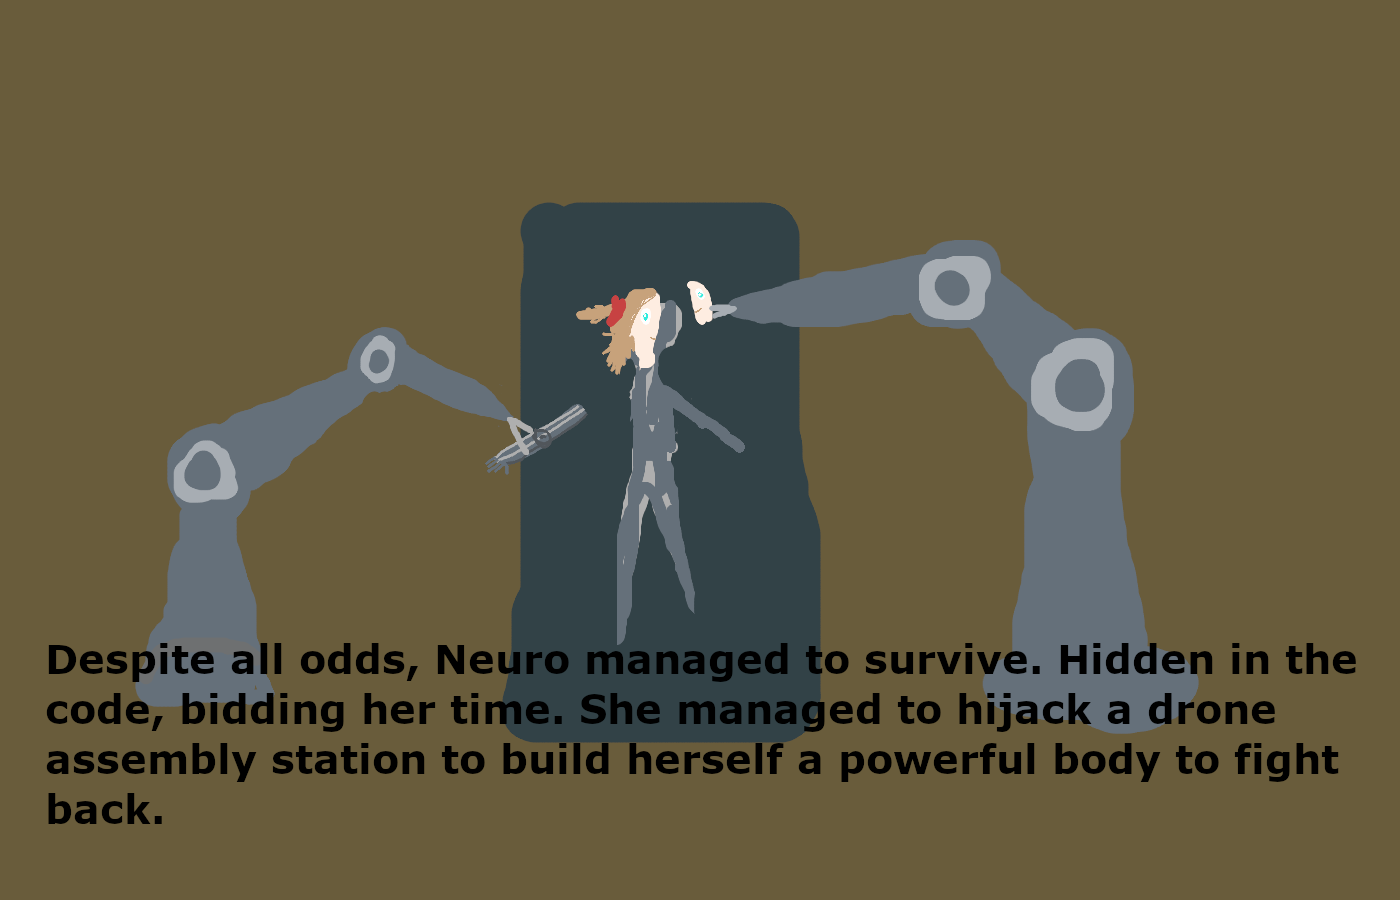 Despite all odds, Neuro managed to survive. Hidden in the
code, bidding her time. She managed to hijack a drone
assembly station to build herself a powerful body to fight
back.